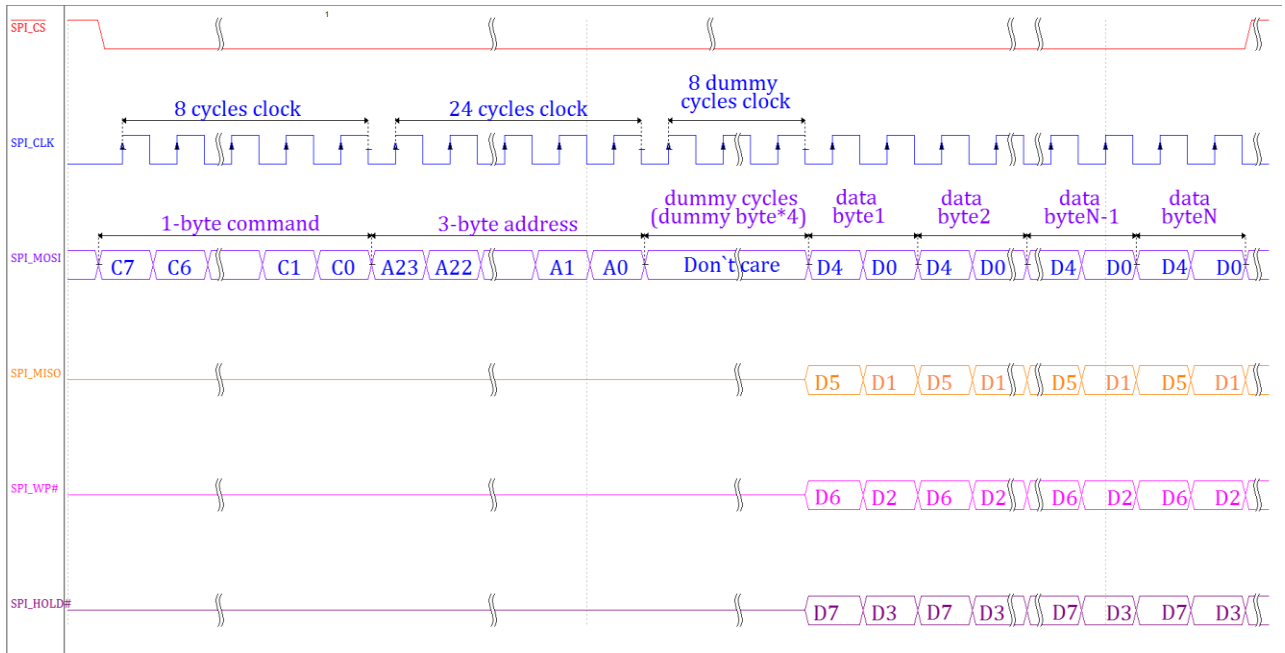 1
SPI_CS
8 cycles clock
24 cycles clock
8 dummy
cycles clock
SPI_CLK
1-byte command
3-byte address
dummy cycles
(dummy byte*4)
data
byte1
data
byte2
data
byteN-1
data
byteN
SPI_MOSI
C7 C6 C1 C0 A23 A22 A1 A0 Don`t care D4 D0 D4 D0 D4 D0 D4 D0
SPI_MISO
D5 D1 D5 D1 D5 D1 D5 D1
SPI_WP#
D6 D2 D6 D2 D6 D2 D6 D2
SPI_HOLD#
D7 D3 D7 D3 D7 D3 D7 D3